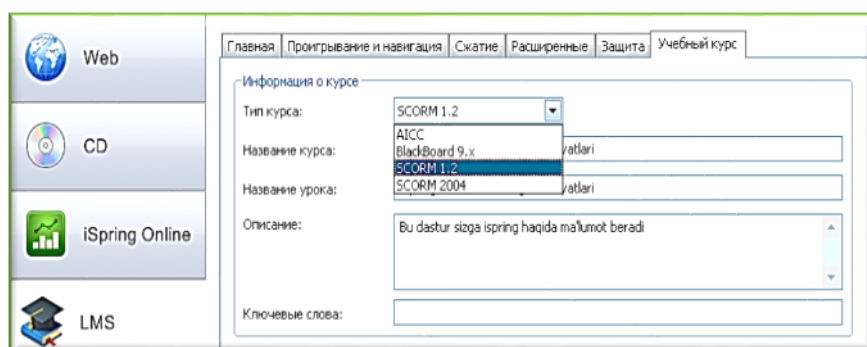 Web
CD
iSpring Online
LMS
Главная Проигрывание и навигация Сжатие Расширенные Защита Учебный курс
Информация о курсе
Тип курса: SCORM 1.2
AICC
BlackBoard 9.x
Название курса: vatlari
SCORM 1.2
SCORM 2004
Название урока: vatlari
Описание: Bu dastur sizga ispring haqida ma'lumot beradi
Ключевые слова: